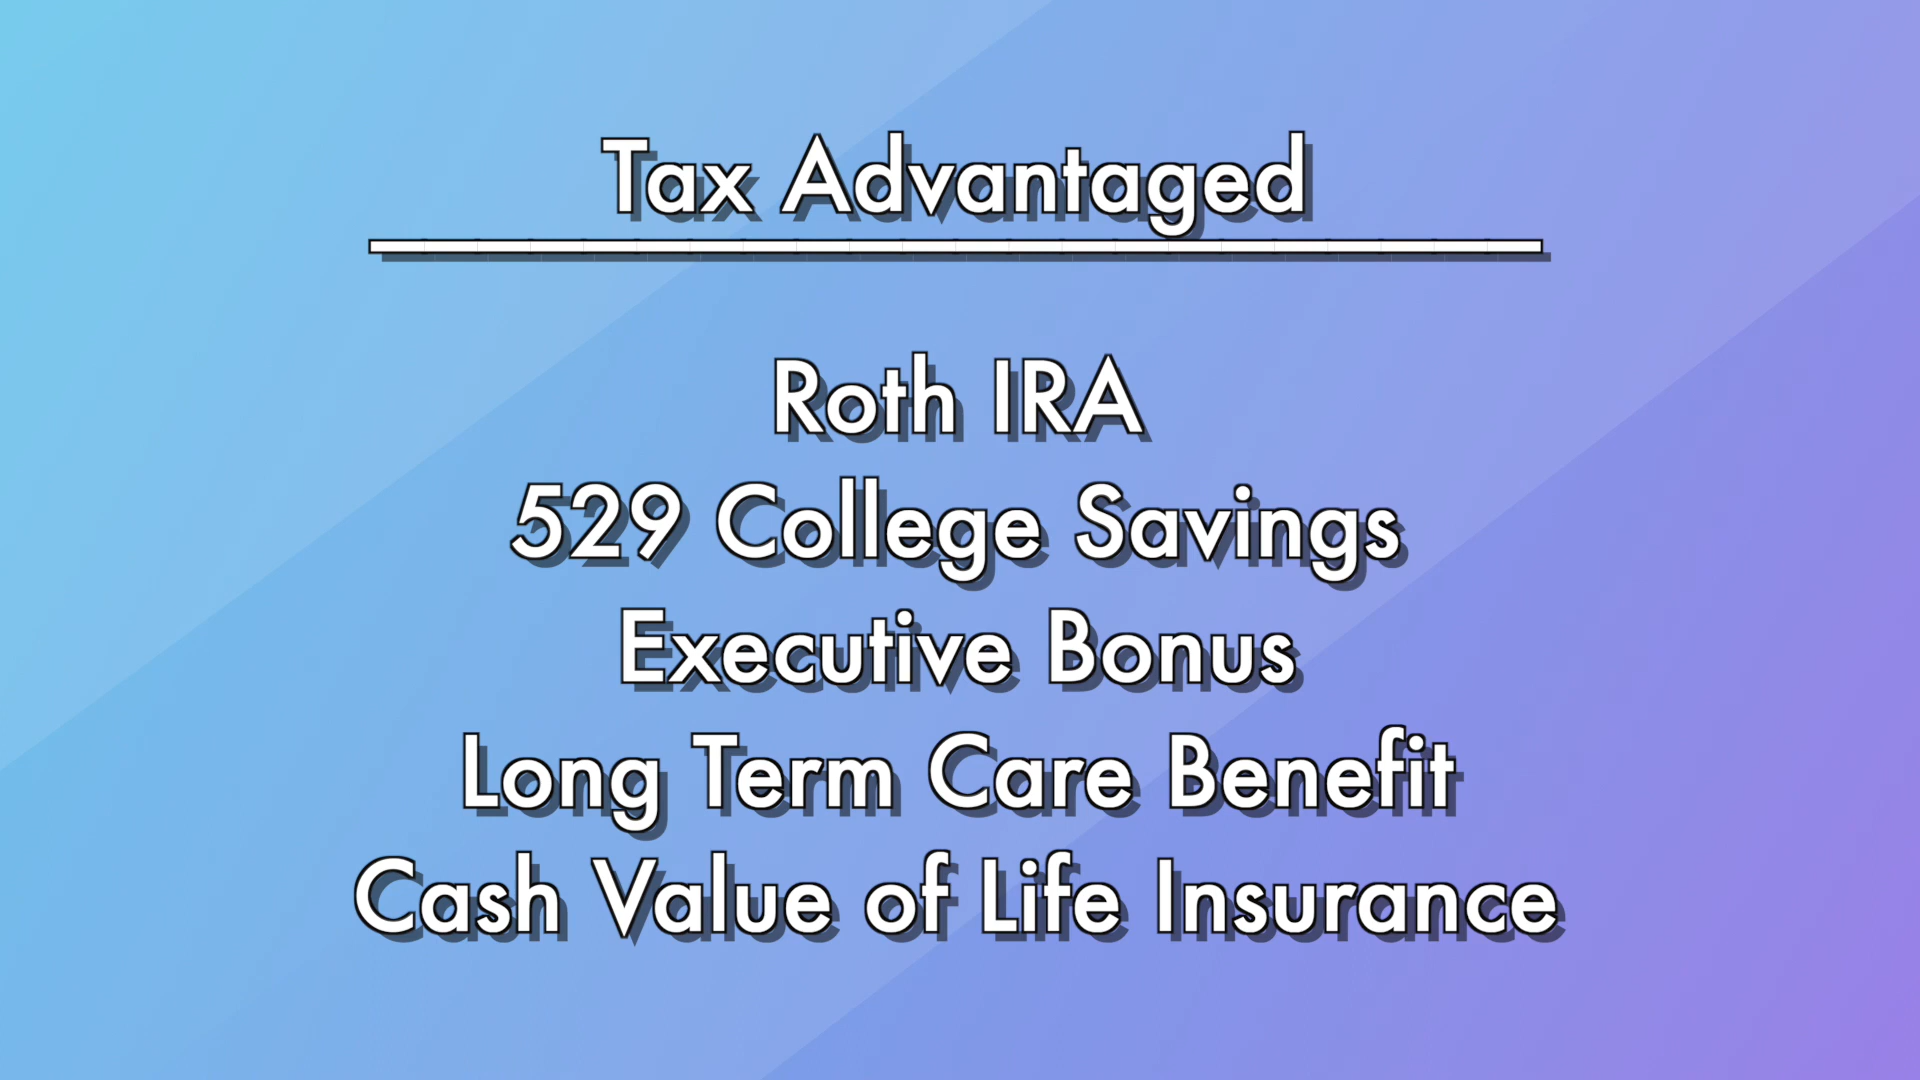 Tax Advantaged
Roth IRA
529 College Savings
Executive Bonus
Long Term Care Benefit
Cash Value of Life Insurance